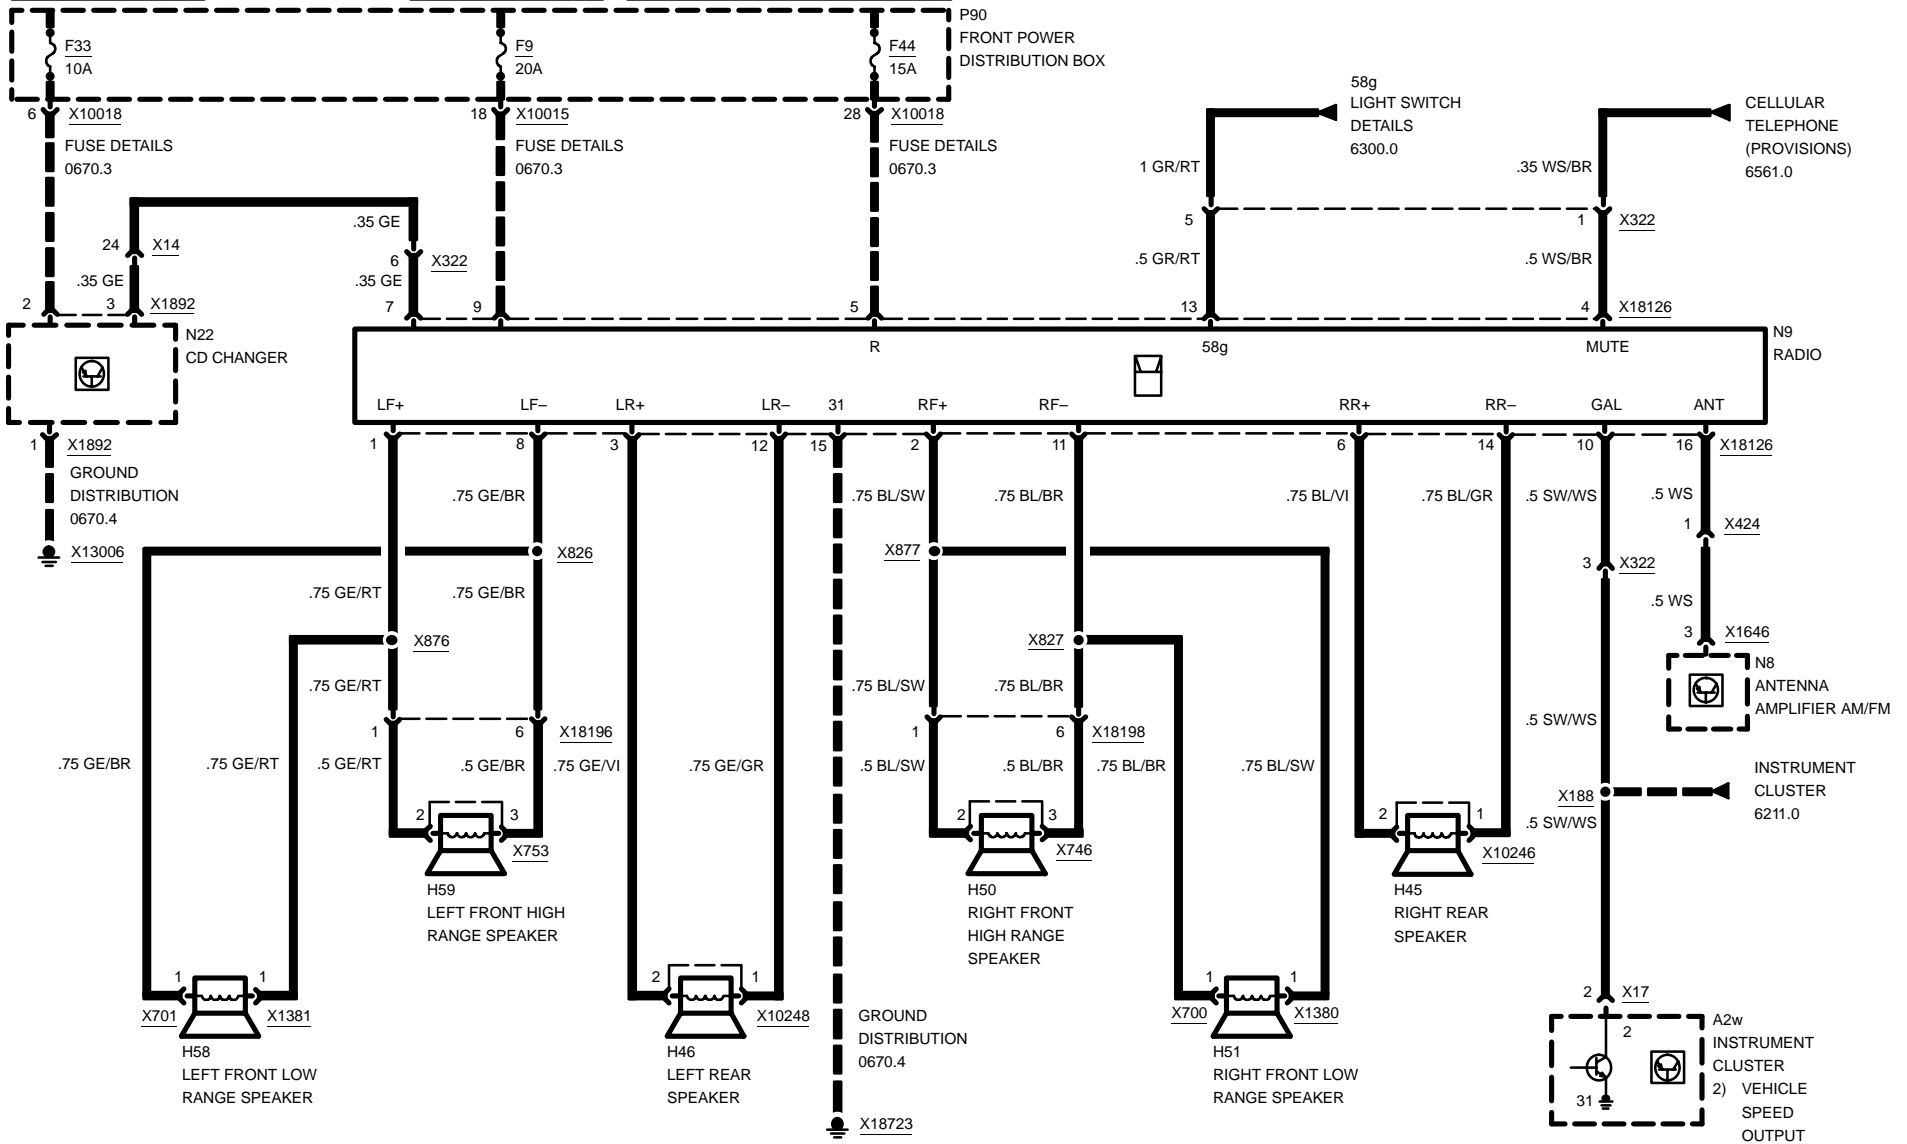 P90
FRONT POWER
DISTRIBUTION BOX
F33
10A
F9
20A
F44
15A
6
X10018
FUSE DETAILS
0670.3
18
X10015
FUSE DETAILS
0670.3
28
X10018
FUSE DETAILS
0670.3
58g
LIGHT SWITCH
DETAILS
6300.0
CELLULAR
TELEPHONE
(PROVISIONS)
6561.0
1 GR/RT
.35 WS/BR
5
1
X322
.35 GE
24
X14
6
X322
.5 GR/RT
.5 WS/BR
.35 GE
.35 GE
2
3
X1892
7
9
5
13
4
X18126
N22
CD CHANGER
R
58g
MUTE
N9
RADIO
LF+
LF–
LR+
LR–
31
RF+
RF–
RR+
RR–
GAL
ANT
1
X1892
1
8
3
12
15
2
11
6
14
10
16
X18126
GROUND
DISTRIBUTION
0670.4
X13006
.75 GE/BR
.75 BL/SW
.75 BL/BR
.75 BL/VI
.75 BL/GR
.5 SW/WS
.5 WS
1
X424
X826
X877
3
X322
.75 GE/RT
.75 GE/BR
.5 WS
X876
X827
3
X1646
N8
ANTENNA
AMPLIFIER AM/FM
.75 GE/RT
.75 BL/SW
.75 BL/BR
.5 SW/WS
1
6
X18196
1
6
X18198
.75 GE/BR
.75 GE/RT
.5 GE/RT
.5 GE/BR
.75 GE/VI
.75 GE/GR
.5 BL/SW
.5 BL/BR
.75 BL/BR
.75 BL/SW
INSTRUMENT
CLUSTER
6211.0
X188
.5 SW/WS
2
3
X753
2
3
X746
2
1
X10246
H59
LEFT FRONT HIGH
RANGE SPEAKER
H50
RIGHT FRONT
HIGH RANGE
SPEAKER
H45
RIGHT REAR
SPEAKER
1
1
X701
X1381
2
1
X10248
1
1
X700
X1380
2
X17
H58
LEFT FRONT LOW
RANGE SPEAKER
H46
LEFT REAR
SPEAKER
GROUND
DISTRIBUTION
0670.4
X18723
H51
RIGHT FRONT LOW
RANGE SPEAKER
2
31
A2w
INSTRUMENT
CLUSTER
2) VEHICLE
SPEED
OUTPUT